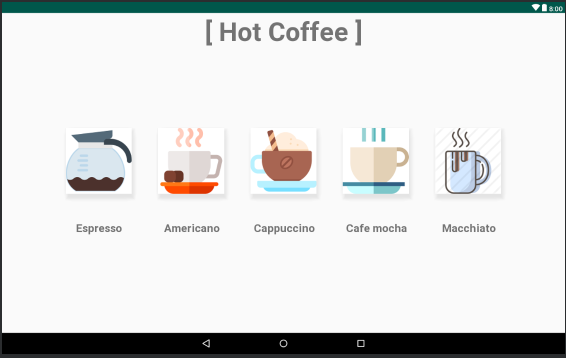 8:00
[ Hot Coffee ]
Espresso Americano Cappuccino Cafe mocha Macchiato